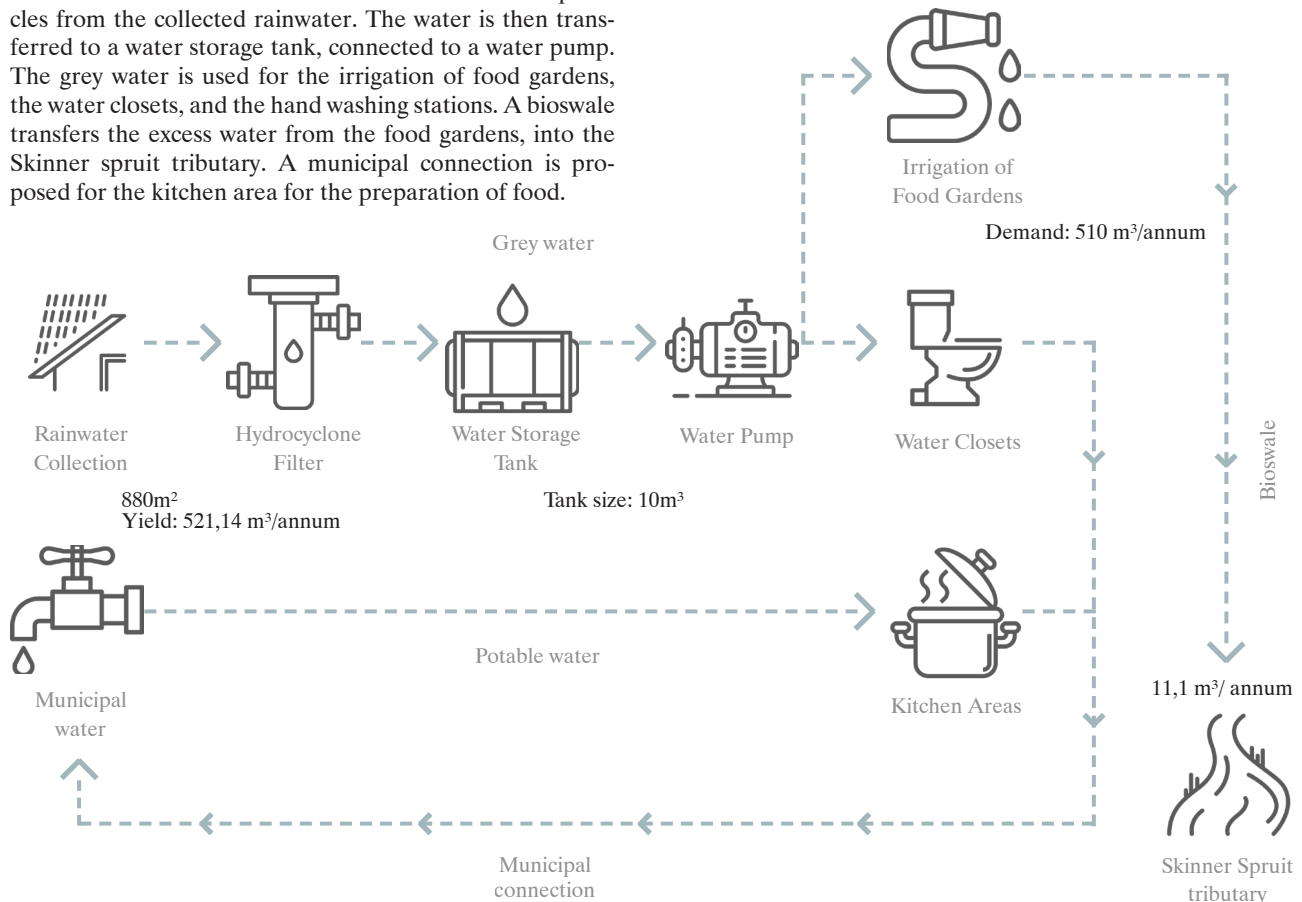 cles from the collected rainwater. The water is then trans-
ferred to a water storage tank, connected to a water pump.
The grey water is used for the irrigation of food gardens,
the water closets, and the hand washing stations. A bioswale
transfers the excess water from the food gardens, into the
Skinner spruit tributary. A municipal connection is pro-
posed for the kitchen area for the preparation of food.
Irrigation of
Food Gardens
Demand: 510 m³/annum
Grey water
Rainwater
Collection
Hydrocyclone
Filter
Water Storage
Tank
Water Pump
Water Closets
Bioswale
880m²
Yield: 521,14 m³/annum
Tank size: 10m³
Potable water
Municipal
water
Kitchen Areas
11,1 m³/ annum
Municipal
connection
Skinner Spruit
tributary